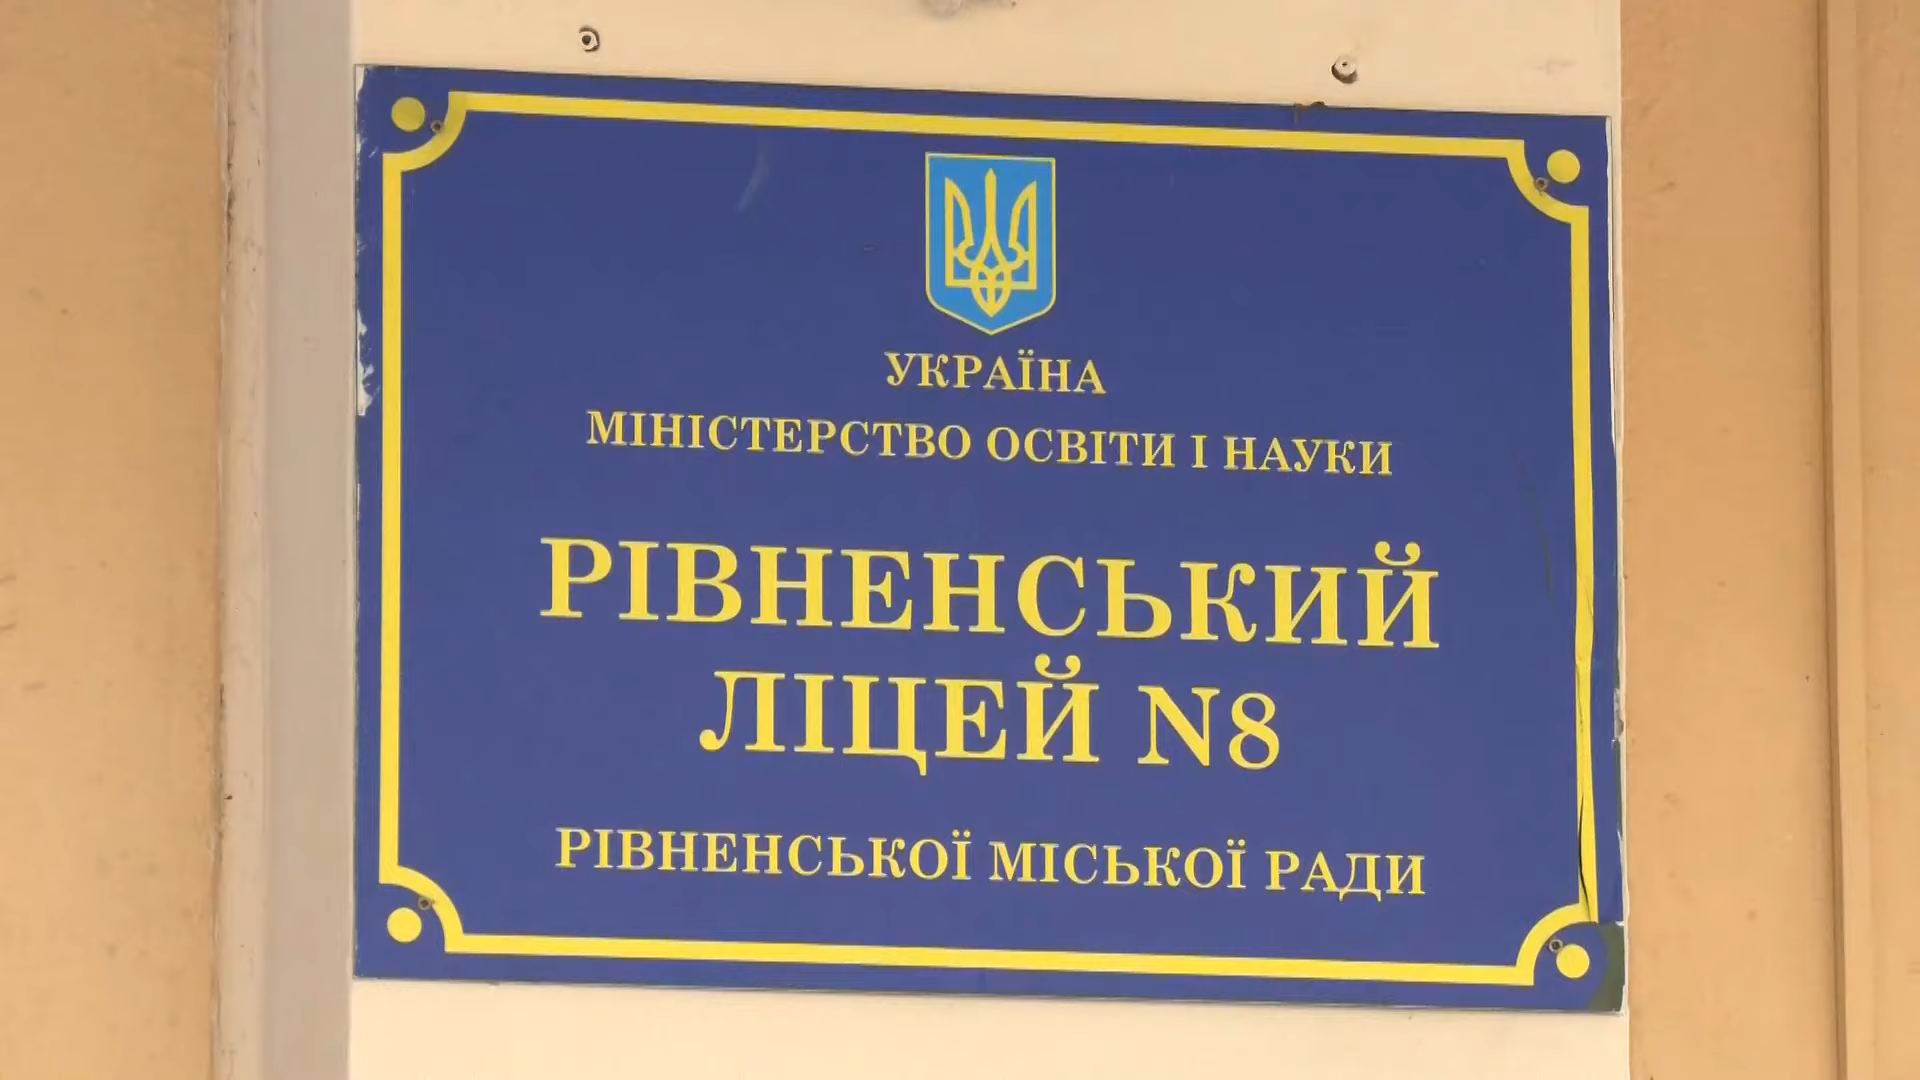 УКРАЇНА
МІНІСТЕРСТВО ОСВІТИ І НАУКИ
РІВНЕНСЬКИЙ
ЛІЦЕЙ N8
РІВНЕНСЬКОЇ МІСЬКОЇ РАДИ